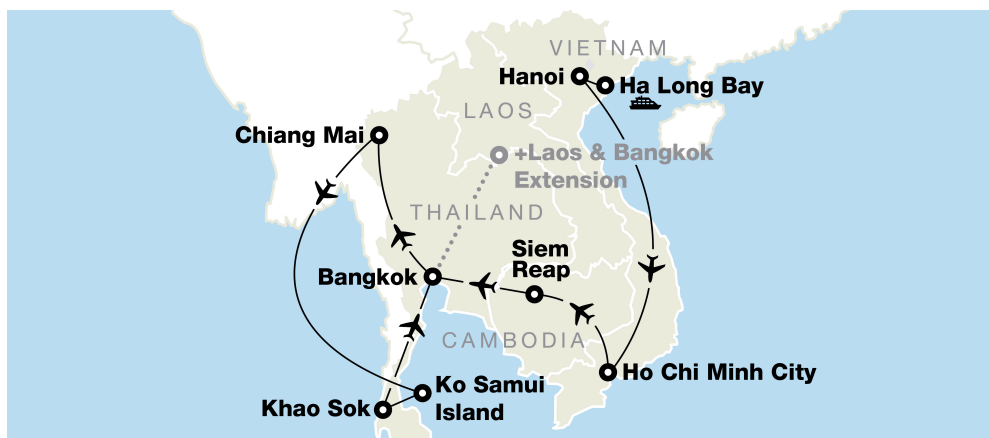 VIETNAM
Hanoi
Ha Long Bay
LAOS
Chiang Mai
+Laos & Bangkok
Extension
THAILAND
Siem
Reap
Bangkok
CAMBODIA
Ho Chi Minh City
Ko Samui
Island
Khao Sok